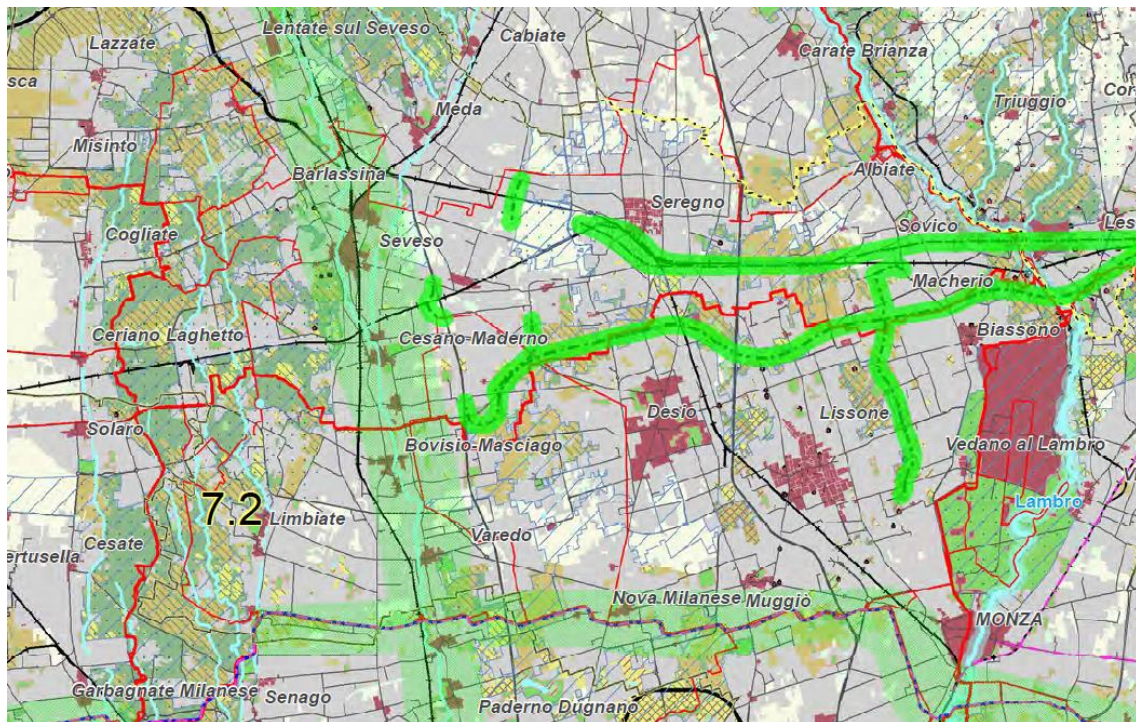 Lentate sul Seveso
Cabiate
Lazzate
Carate Brianza
Meda
Triuggio
Misinto
Barlassina
Albiate
Seregno
Cogliate
Seveso
Sovico
Macherio
Ceriano Laghetto
Cesano Maderno
Biassono
Desio
Lissone
Solaro
Bovisio-Masciago
Vedano al Lambro
7.2
Limbiate
Lambro
Varedo
Cesate
ertusella
Nova Milanese
Muggiò
MONZA
Garbagnate Milanese
Senago
Paderno Dugnano